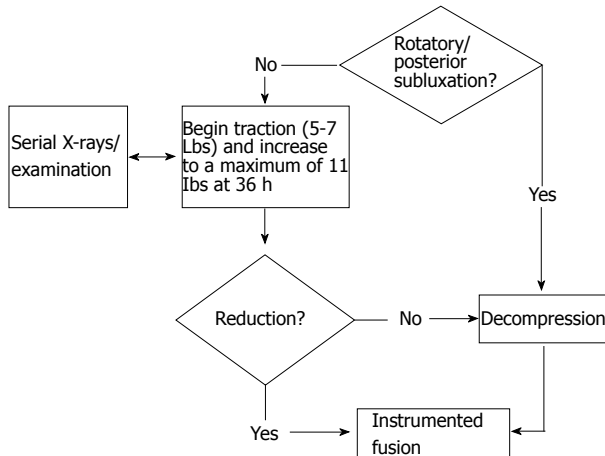 Rotatory/
posterior
subluxation?
No
Serial X-rays/
examination
Begin traction (5-7
Lbs) and increase
to a maximum of 11
Ibs at 36 h
Yes
Reduction?
No
Decompression
Yes
Instrumented
fusion